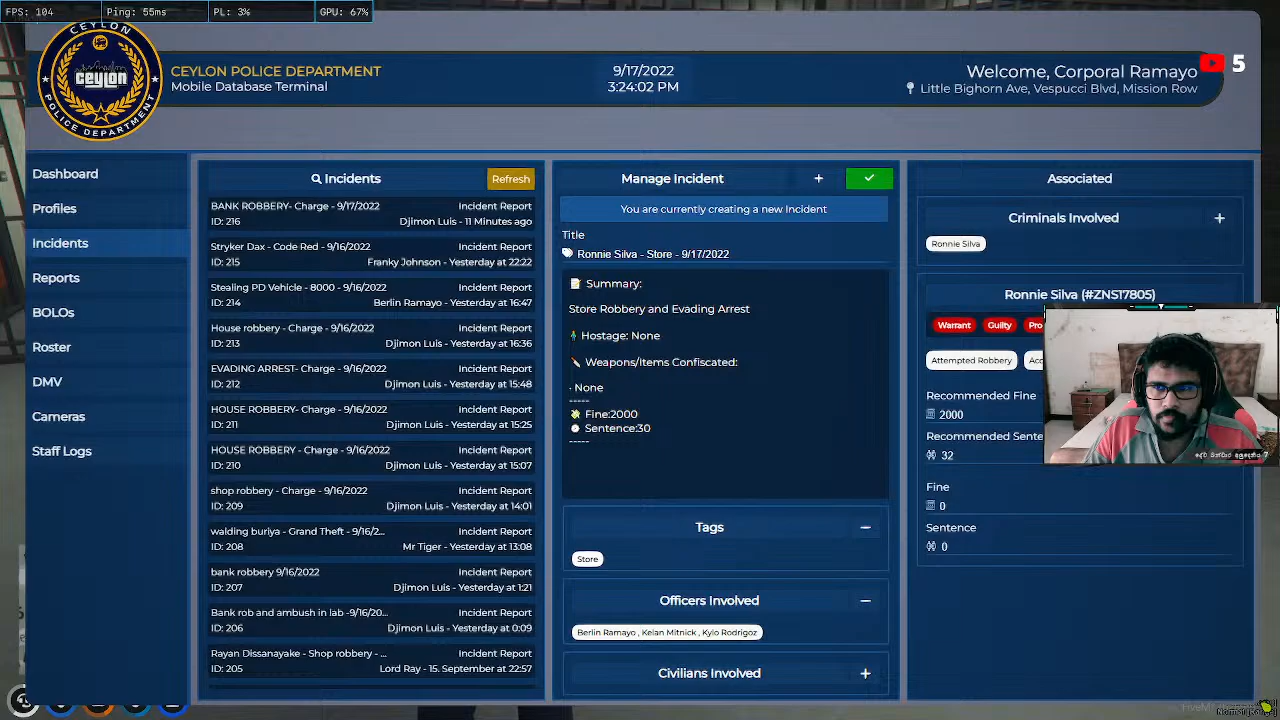 FPS: 104 Ping: 55ms PL: 3% GPU: 67%
CEYLON
ceylon
POLICE DEPARTMENT
CEYLON POLICE DEPARTMENT
Mobile Database Terminal
9/17/2022
3:24:02 PM
Welcome, Corporal Ramayo
Little Bighorn Ave, Vespucci Blvd, Mission Row
5
Dashboard
Profiles
Incidents
Reports
BOLOs
Roster
DMV
Cameras
Staff Logs
Incidents
Refresh
BANK ROBBERY- Charge - 9/17/2022 Incident Report
ID: 216 Djimon Luis - 11 Minutes ago
Stryker Dax - Code Red - 9/16/2022 Incident Report
ID: 215 Franky Johnson - Yesterday at 22:22
Stealing PD Vehicle - 8000 - 9/16/2022 Incident Report
ID: 214 Berlin Ramayo - Yesterday at 16:47
House robbery - Charge - 9/16/2022 Incident Report
ID: 213 Djimon Luis - Yesterday at 16:36
EVADING ARREST- Charge - 9/16/2022 Incident Report
ID: 212 Djimon Luis - Yesterday at 15:48
HOUSE ROBBERY- Charge - 9/16/2022 Incident Report
ID: 211 Djimon Luis - Yesterday at 15:25
HOUSE ROBBERY - Charge - 9/16/2022 Incident Report
ID: 210 Djimon Luis - Yesterday at 15:07
shop robbery - Charge - 9/16/2022 Incident Report
ID: 209 Djimon Luis - Yesterday at 14:01
walding buriya - Grand Theft - 9/16/2... Incident Report
ID: 208 Mr Tiger - Yesterday at 13:08
bank robbery 9/16/2022 Incident Report
ID: 207 Djimon Luis - Yesterday at 1:21
Bank rob and ambush in lab -9/16/20... Incident Report
ID: 206 Djimon Luis - Yesterday at 0:09
Rayan Dissanayake - Shop robbery - ... Incident Report
ID: 205 Lord Ray - 15. September at 22:57
Manage Incident +
You are currently creating a new Incident
Title
Ronnie Silva - Store - 9/17/2022
📝 Summary:
Store Robbery and Evading Arrest
Hostage: None
Weapons/Items Confiscated:
· None
-----
Fine:2000
Sentence:30
-----
Tags
Store
Officers Involved
Berlin Ramayo , Kelan Mitnick , Kylo Rodrigoz
Civilians Involved
Associated
Criminals Involved
Ronnie Silva
Ronnie Silva (#ZNS17805)
Warrant Guilty Pro
Attempted Robbery Acc
Recommended Fine
2000
Recommended Sente
32
Fine
0
Sentence
0